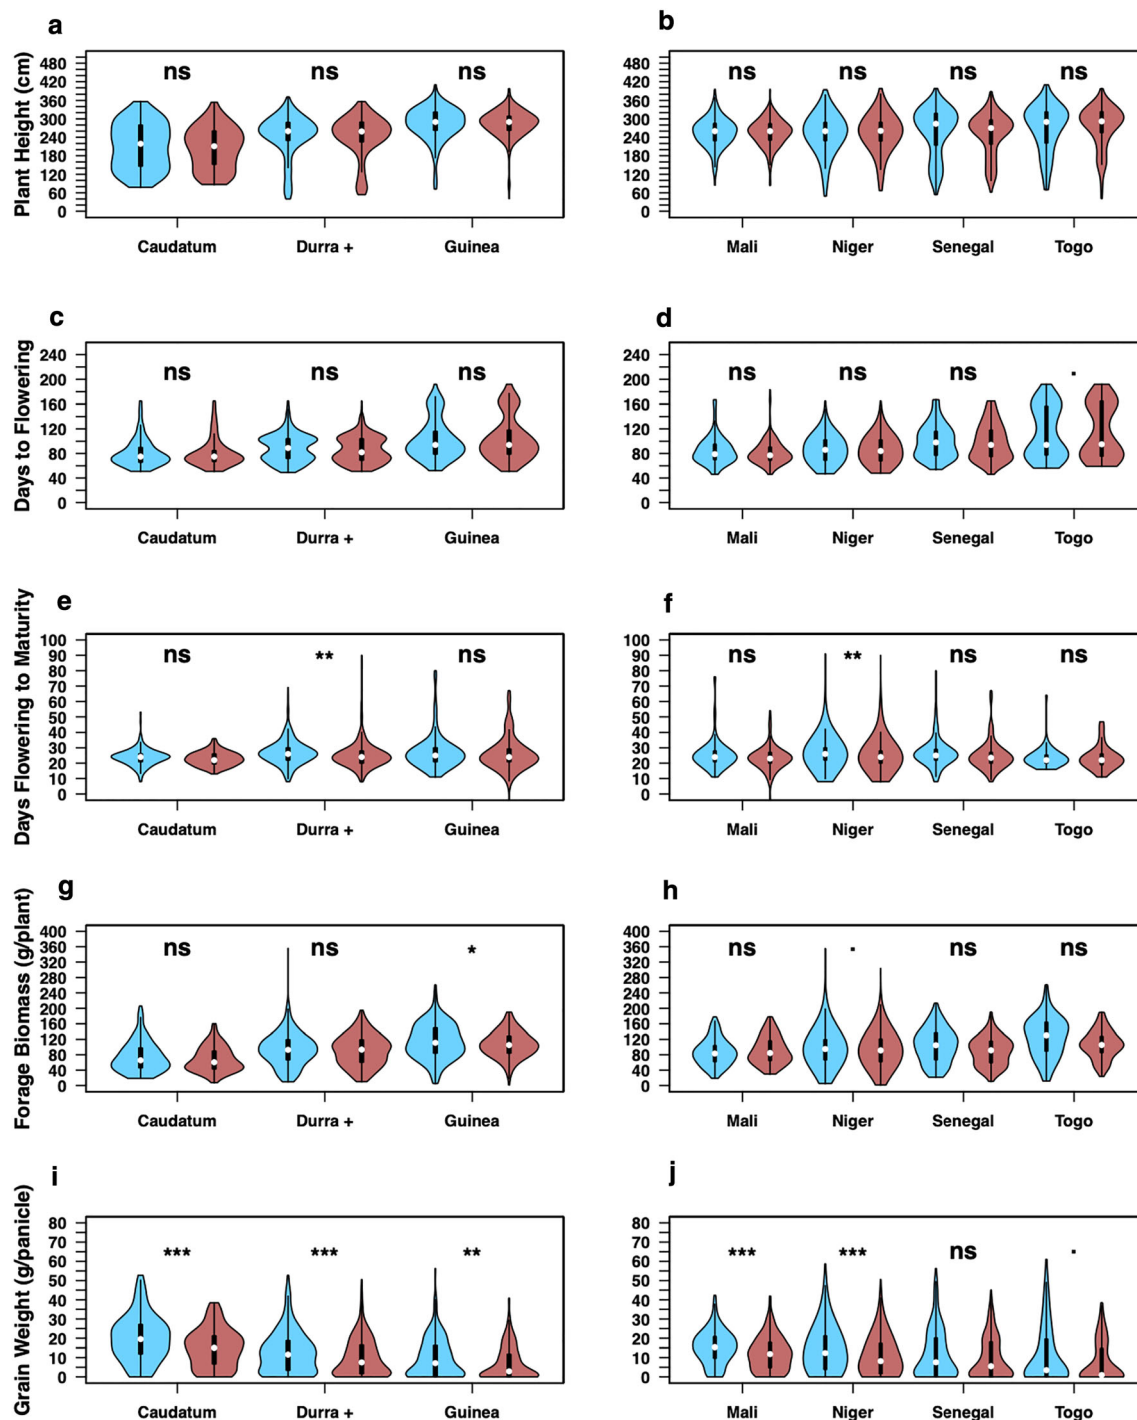 a
b
Plant Height (cm)
480
420
360
300
240
180
120
60
0
ns
ns
ns
Caudatum
Durra +
Guinea
480
420
360
300
240
180
120
60
0
ns
ns
ns
ns
Mali
Niger
Senegal
Togo
c
d
Days to Flowering
240
200
160
120
80
40
0
ns
ns
ns
Caudatum
Durra +
Guinea
240
200
160
120
80
40
0
ns
ns
ns
.
Mali
Niger
Senegal
Togo
e
f
Days Flowering to Maturity
100
90
80
70
60
50
40
30
20
10
0
ns
**
ns
Caudatum
Durra +
Guinea
100
90
80
70
60
50
40
30
20
10
0
ns
**
ns
ns
Mali
Niger
Senegal
Togo
g
h
Forage Biomass (g/plant)
400
360
320
280
240
200
160
120
80
40
0
ns
ns
*
Caudatum
Durra +
Guinea
400
360
320
280
240
200
160
120
80
40
0
ns
.
ns
ns
Mali
Niger
Senegal
Togo
i
j
Grain Weight (g/panicle)
80
70
60
50
40
30
20
10
0
***
***
**
Caudatum
Durra +
Guinea
80
70
60
50
40
30
20
10
0
***
***
ns
.
Mali
Niger
Senegal
Togo